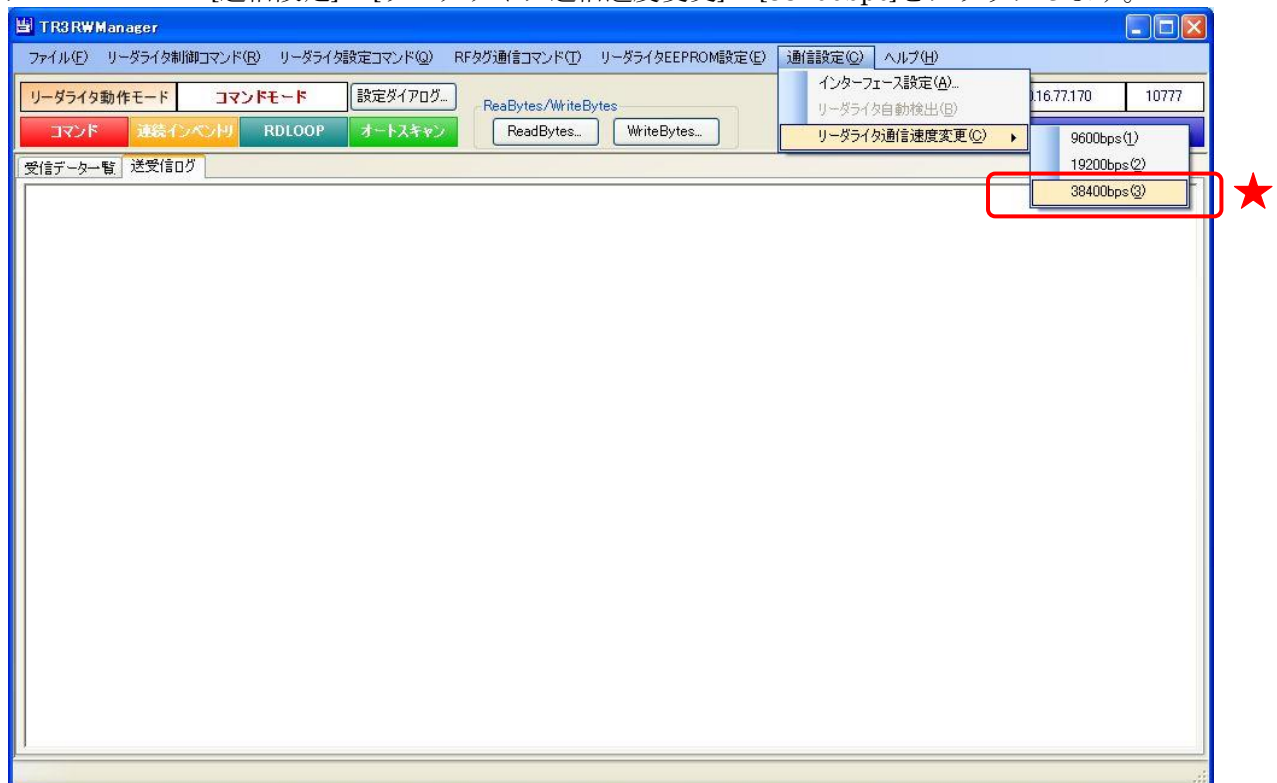 TR3RWManager
ファイル(F) リーダライタ制御コマンド(R) リーダライタ設定コマンド(Q) RFタグ通信コマンド(T) リーダライタEEPROM設定(E) 通信設定(C) ヘルプ(H)
インターフェース設定(A)...
リーダライタ動作モード コマンドモード 設定ダイアログ... ReaBytes/WriteBytes リーダライタ自動検出(B) 16.77.170 10777
コマンド 連続インベントリ RDLOOP オートスキャン ReadBytes... WriteBytes... リーダライタ通信速度変更(C) 9600bps(1)
受信データ一覧 送受信ログ 19200bps(2)
38400bps(3) ★